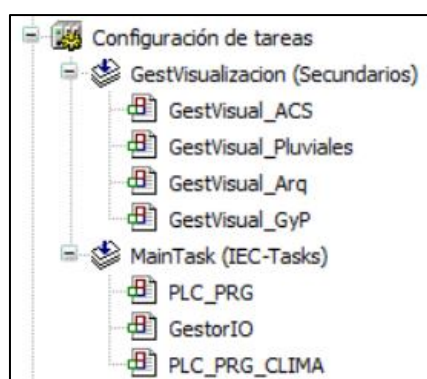 Configuración de tareas
GestVisualizacion (Secundarios)
GestVisual_ACS
GestVisual_Pluviales
GestVisual_Arq
GestVisual_GyP
MainTask (IEC-Tasks)
PLC_PRG
GestorIO
PLC_PRG_CLIMA